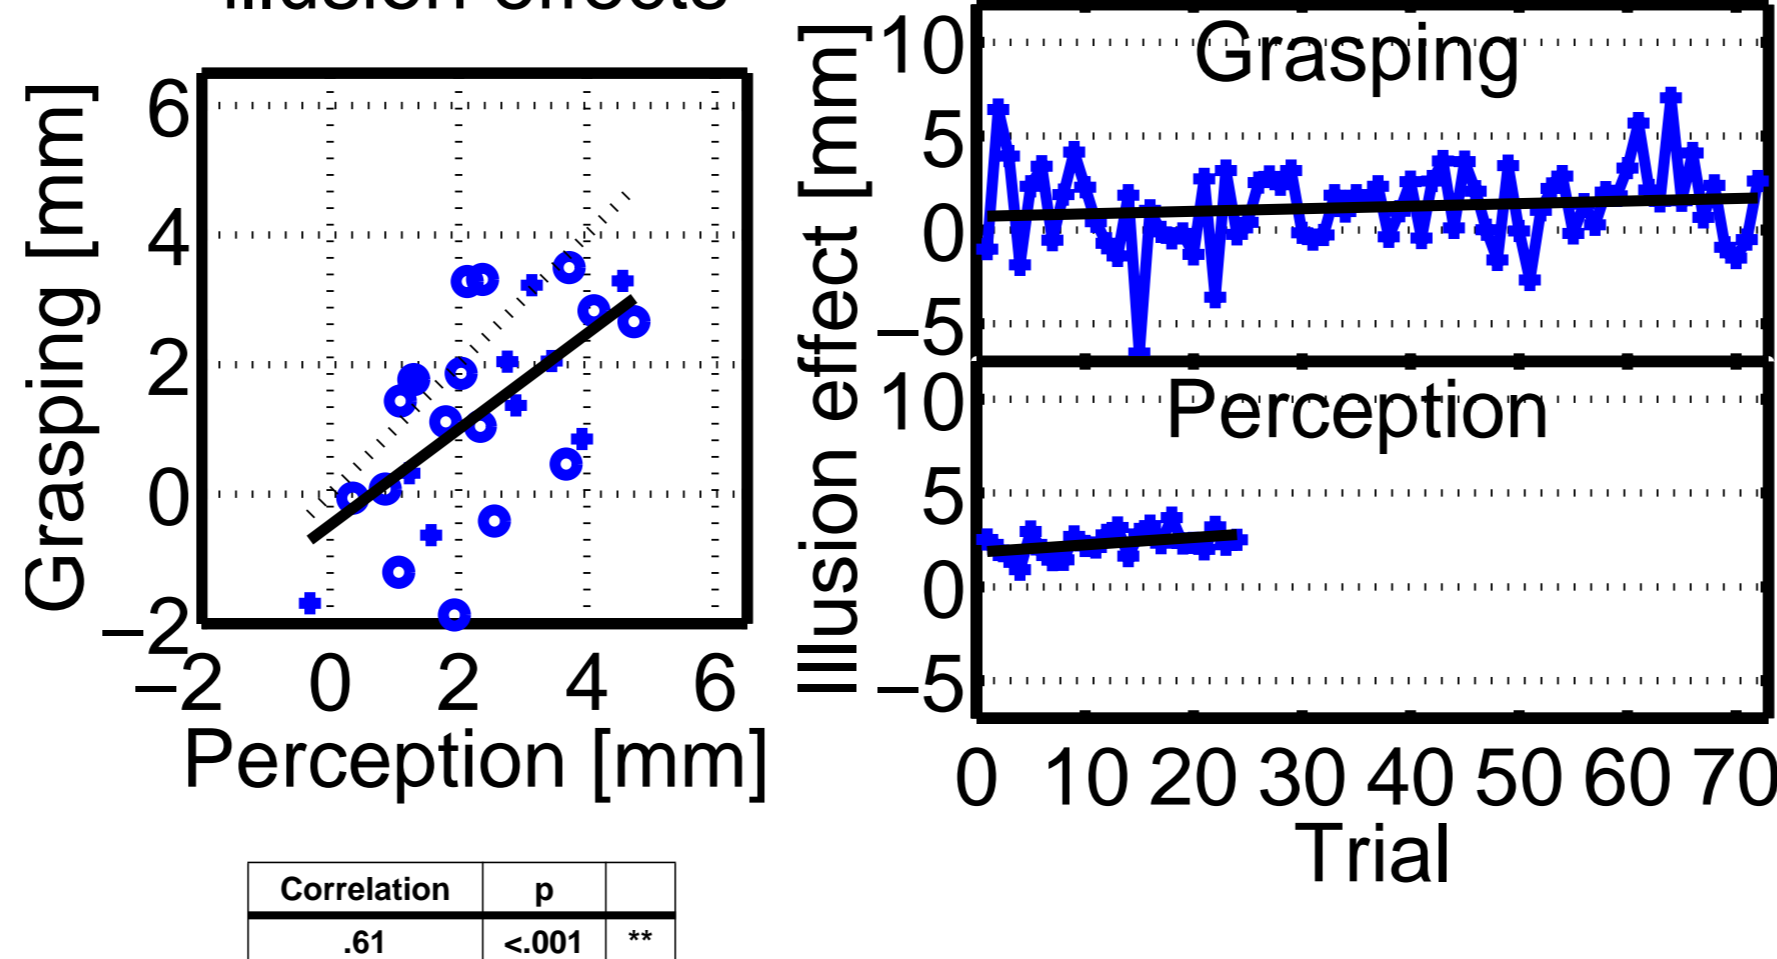 illusion effects
Grasping [mm]
6
4
2
0
−2
−2 0 2 4 6
Perception [mm]
Correlation p
.61 <.001 **
Illusion effect [mm]
Grasping
10
5
0
−5
Perception
10
5
0
−5
0 10 20 30 40 50 60 70
Trial